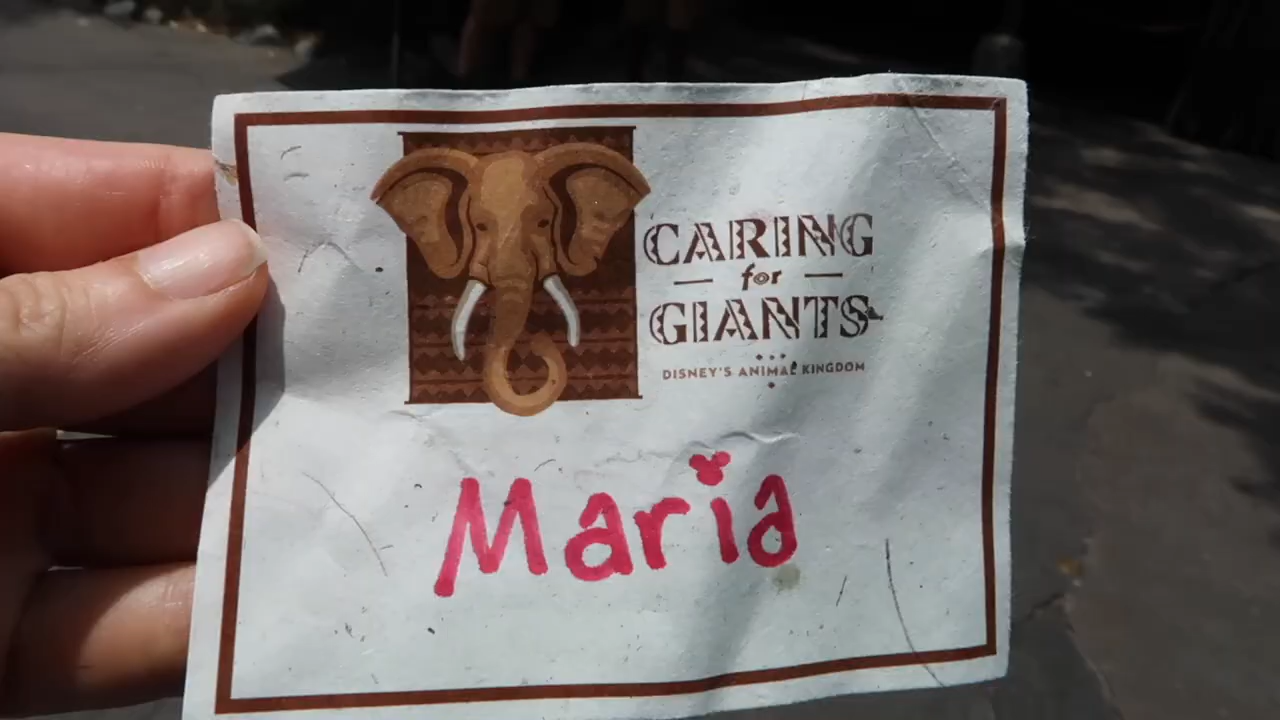 CARING
for
GIANTS
DISNEY'S ANIMAL KINGDOM
Maria